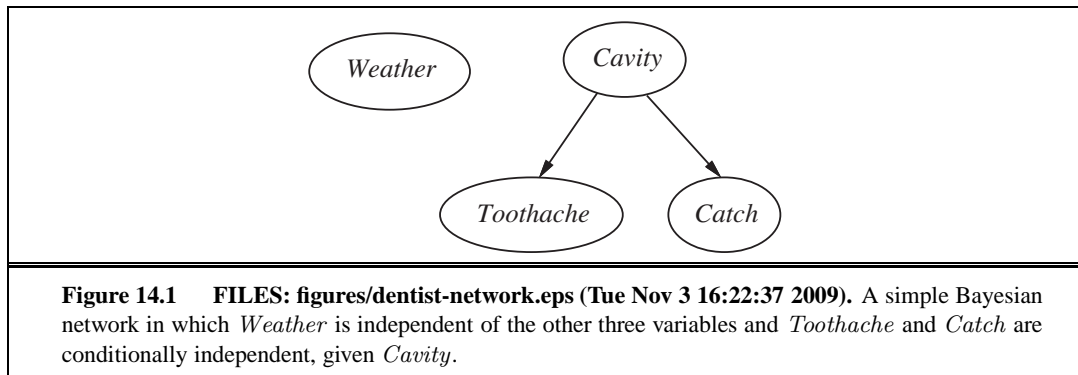 Weather
Cavity
Toothache
Catch
Figure 14.1 FILES: figures/dentist-network.eps (Tue Nov 3 16:22:37 2009). A simple Bayesian
network in which Weather is independent of the other three variables and Toothache and Catch are
conditionally independent, given Cavity.